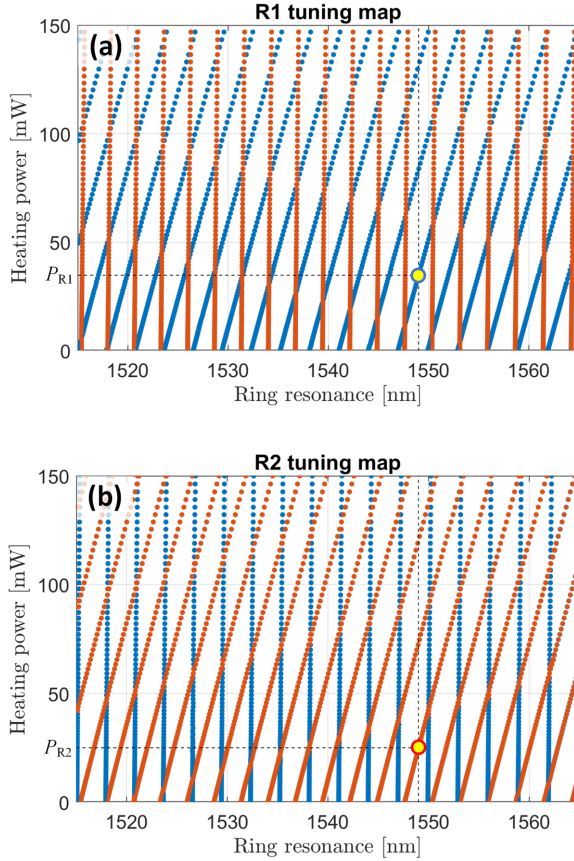 R1 tuning map
(a)
150
100
50
0
Heating power [mW]
P_R1
1520
1530
1540
1550
1560
Ring resonance [nm]
R2 tuning map
(b)
150
100
50
0
Heating power [mW]
P_R2
1520
1530
1540
1550
1560
Ring resonance [nm]